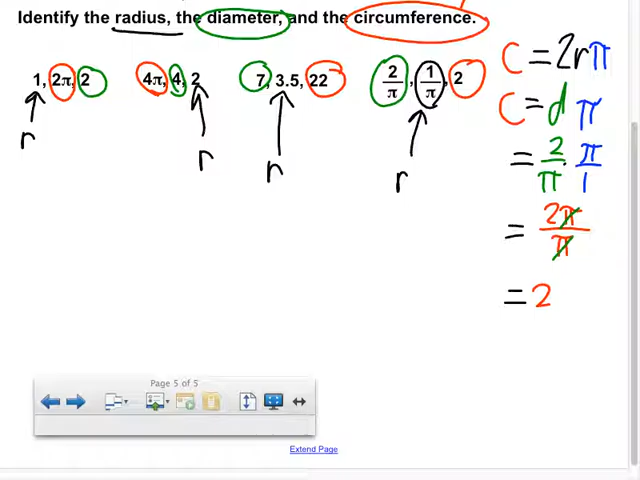 Identify the radius, the diameter, and the circumference.
1, 2π, 2
4π, 4, 2
7, 3.5, 22
2/π, 1/π, 2
r
r
r
r
C = 2rπ
C = d π
= 2/π · π/1
= 2π/π
= 2
Page 5 of 5
Extend Page